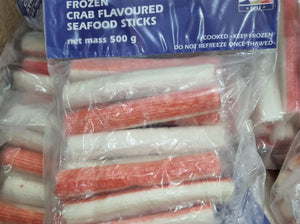 FROZEN
CRAB FLAVOURED
SEAFOOD STICKS
net mass 500 g
COOKED - KEEP FROZEN
DO NOT REFREEZE ONCE THAWED